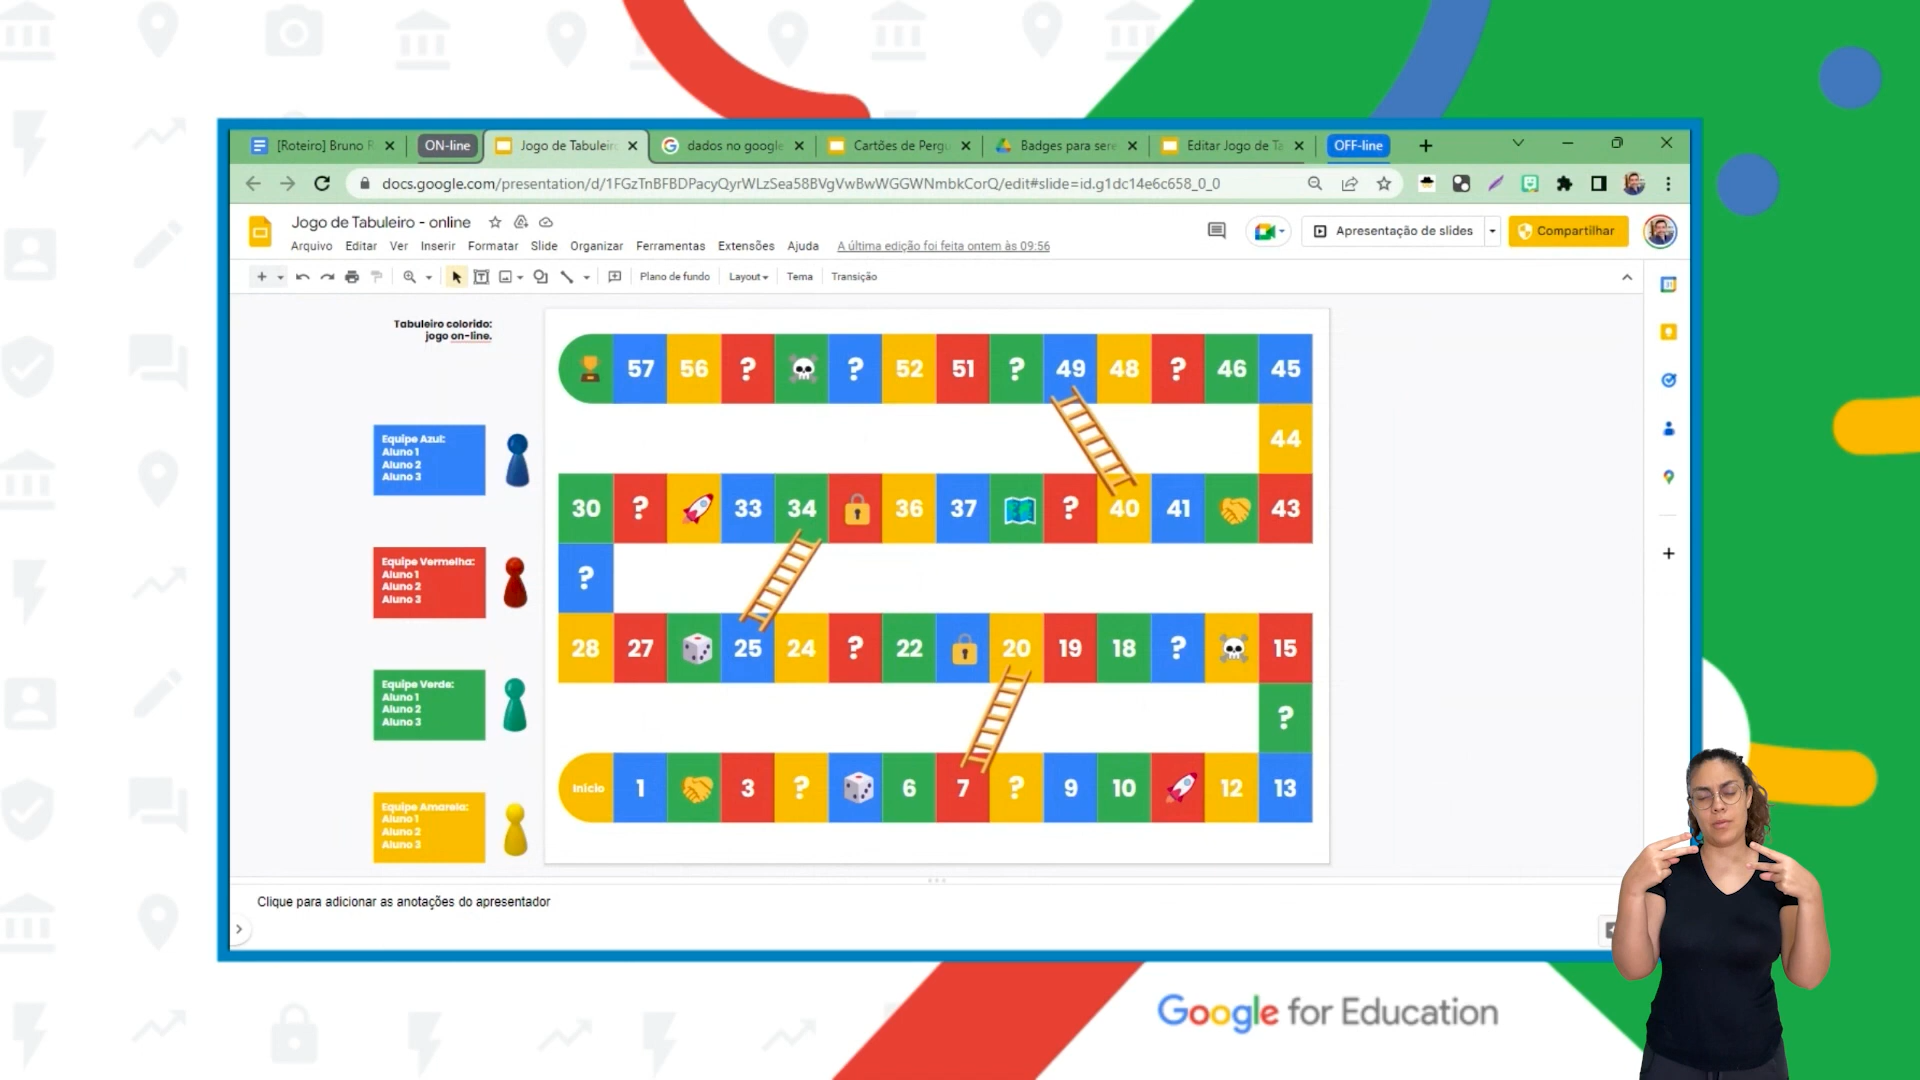 [Roteiro] Bruno R
ON-line
Jogo de Tabuleir
dados no google
Cartões de Pergu
Badges para sere
Editar Jogo de Ta
OFF-line
docs.google.com/presentation/d/1FGzTnBFBDPacyQyrWLzSea58BVgVwBwWGGWNmbkCorQ/edit#slide=id.g1dc14e6c658_0_0
Jogo de Tabuleiro - online
Arquivo Editar Ver Inserir Formatar Slide Organizar Ferramentas Extensões Ajuda A última edição foi feita ontem às 09:56
Apresentação de slides
Compartilhar
Plano de fundo Layout Tema Transição
Tabuleiro colorido:
jogo on-line.
Equipe Azul:
Aluno 1
Aluno 2
Aluno 3
Equipe Vermelha:
Aluno 1
Aluno 2
Aluno 3
Equipe Verde:
Aluno 1
Aluno 2
Aluno 3
Equipe Amarela:
Aluno 1
Aluno 2
Aluno 3
57 56 ? ? 52 51 ? 49 48 ? 46 45
44
30 ? 33 34 36 37 ? 40 41 43
?
28 27 25 24 ? 22 20 19 18 ? 15
?
Início 1 3 ? 6 7 ? 9 10 12 13
Clique para adicionar as anotações do apresentador
Google for Education